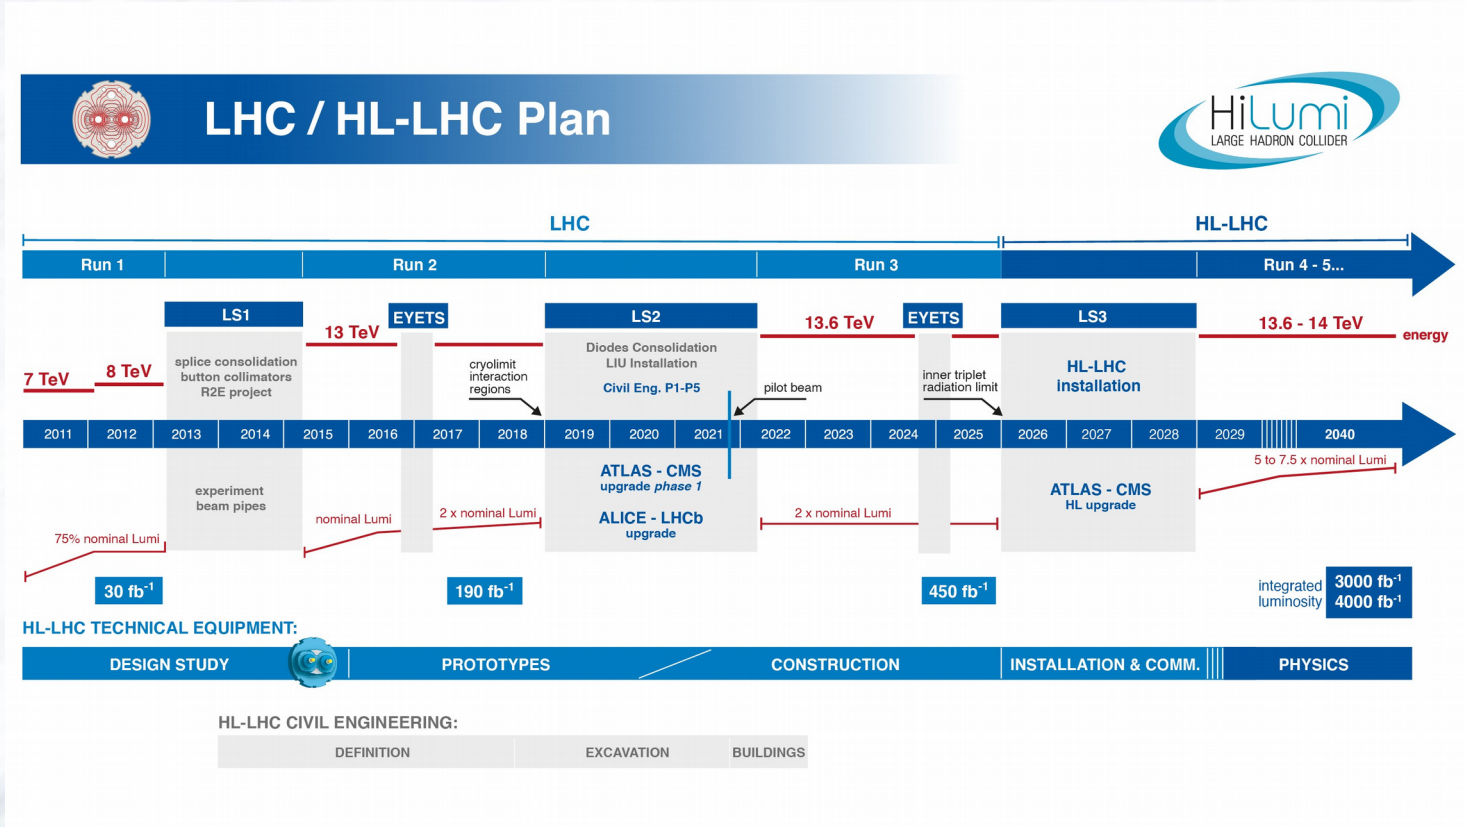 LHC / HL-LHC Plan
HiLumi
LARGE HADRON COLLIDER
LHC
HL-LHC
Run 1
Run 2
Run 3
Run 4 - 5...
LS1
EYETS
LS2
EYETS
LS3
13 TeV
13.6 TeV
13.6 - 14 TeV
energy
7 TeV
8 TeV
splice consolidation
button collimators
R2E project
cryolimit
interaction
regions
Diodes Consolidation
LIU Installation
Civil Eng. P1-P5
pilot beam
inner triplet
radiation limit
HL-LHC
installation
2011 2012 2013 2014 2015 2016 2017 2018 2019 2020 2021 2022 2023 2024 2025 2026 2027 2028 2029 2040
5 to 7.5 x nominal Lumi
experiment
beam pipes
ATLAS - CMS
upgrade phase 1
ALICE - LHCb
upgrade
ATLAS - CMS
HL upgrade
75% nominal Lumi
nominal Lumi
2 x nominal Lumi
2 x nominal Lumi
30 fb-1
190 fb-1
450 fb-1
integrated
luminosity
3000 fb-1
4000 fb-1
HL-LHC TECHNICAL EQUIPMENT:
DESIGN STUDY
PROTOTYPES
CONSTRUCTION
INSTALLATION & COMM.
PHYSICS
HL-LHC CIVIL ENGINEERING:
DEFINITION
EXCAVATION
BUILDINGS